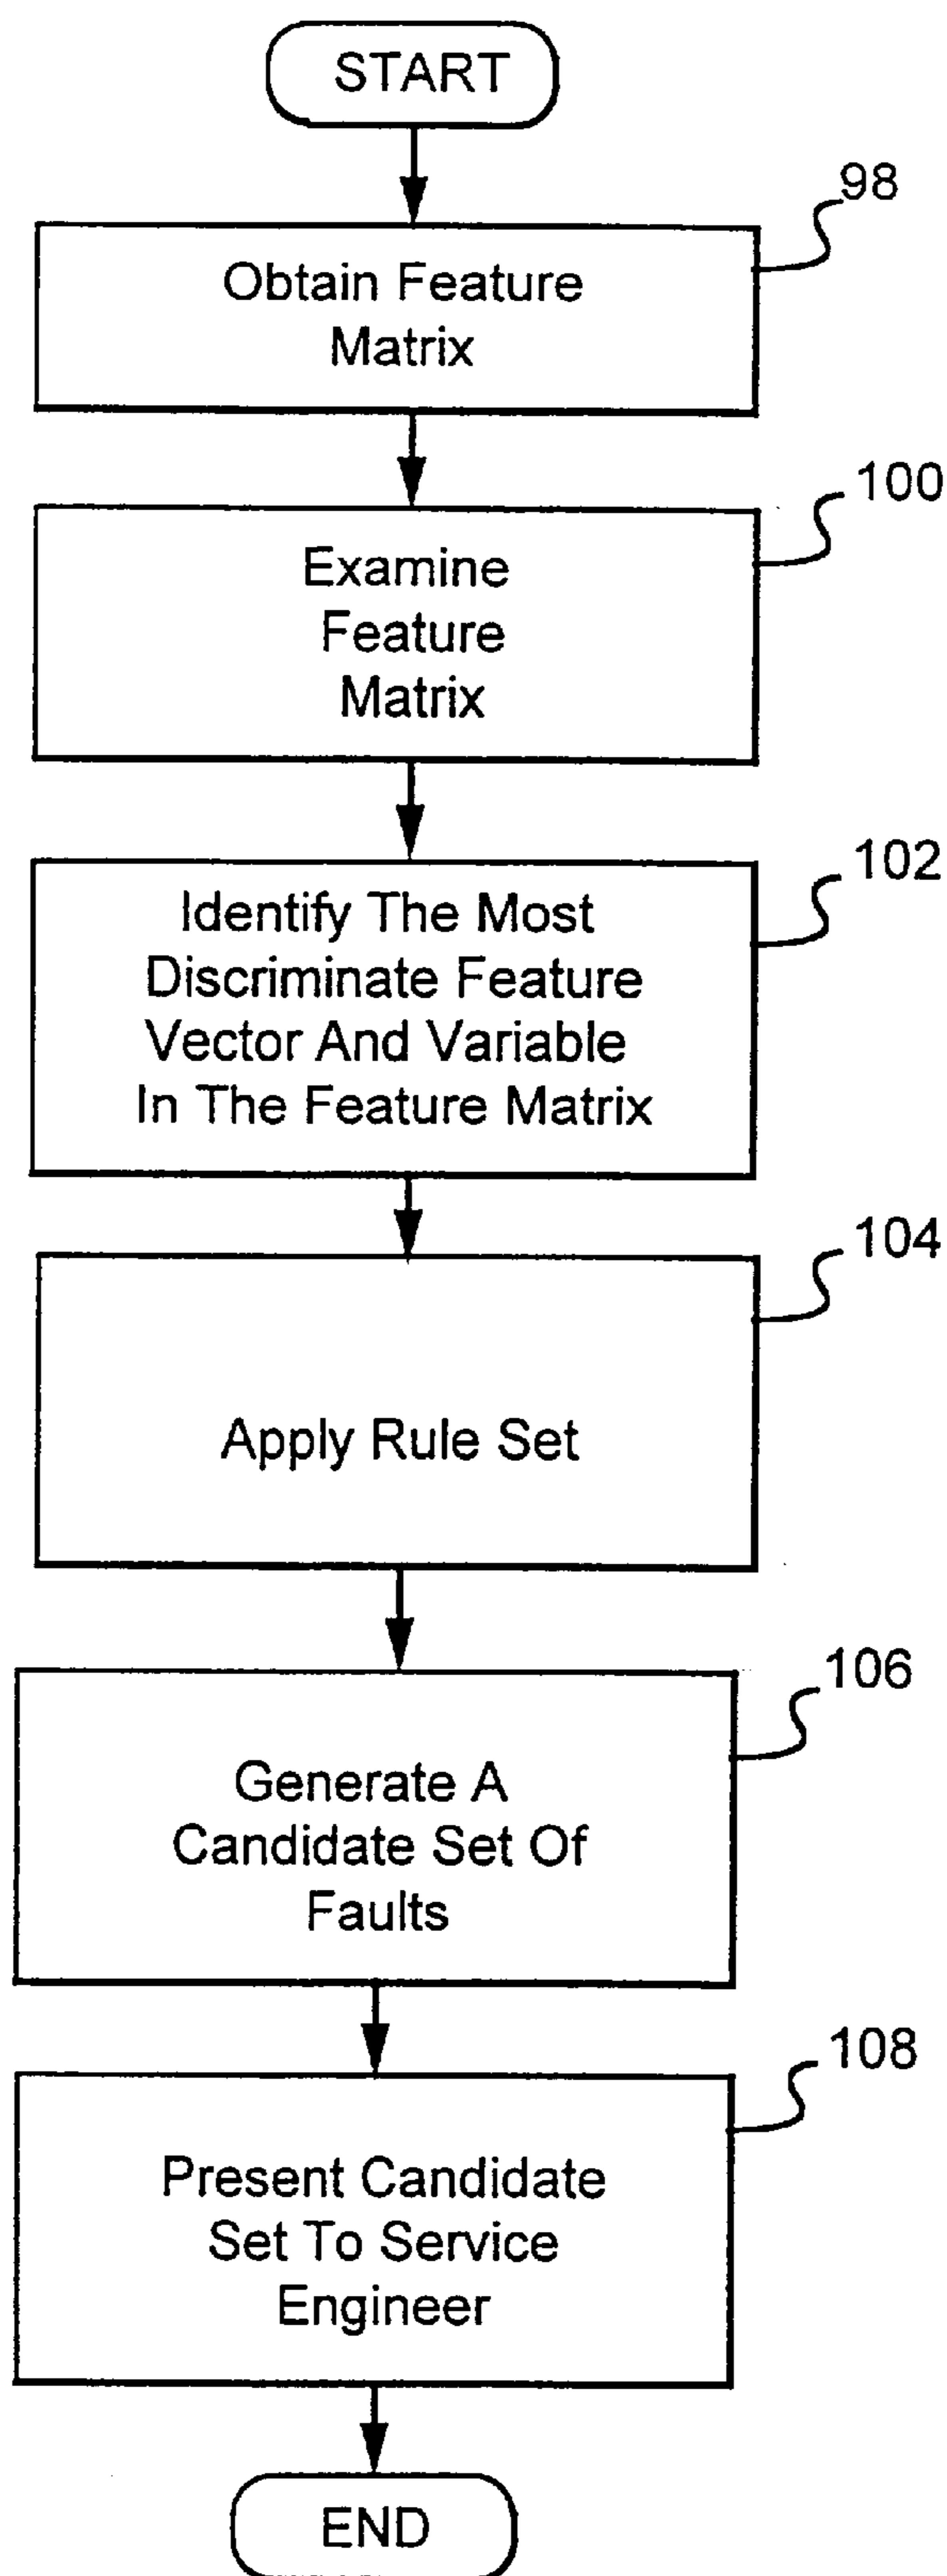 START
98
Obtain Feature
Matrix
100
Examine
Feature
Matrix
102
Identify The Most
Discriminate Feature
Vector And Variable
In The Feature Matrix
104
Apply Rule Set
106
Generate A
Candidate Set Of
Faults
108
Present Candidate
Set To Service
Engineer
END